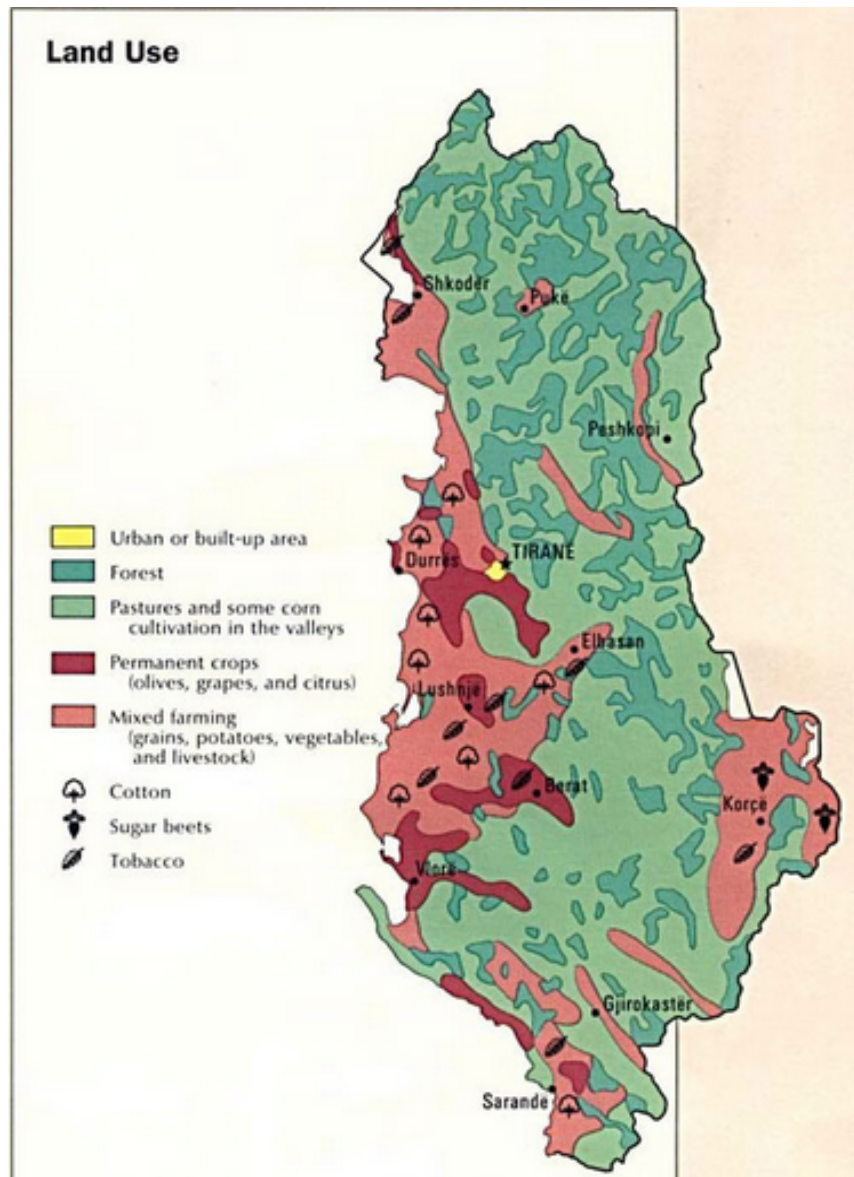 Land Use
Shkodër
Pukë
Peshkopi
Urban or built-up area
TIRANË
Durrës
Forest
Pastures and some corn
cultivation in the valleys
Elbasan
Permanent crops
(olives, grapes, and citrus)
Lushnjë
Mixed farming
(grains, potatoes, vegetables,
and livestock)
Cotton
Berat
Korçë
Sugar beets
Tobacco
Vlorë
Gjirokastër
Sarandë